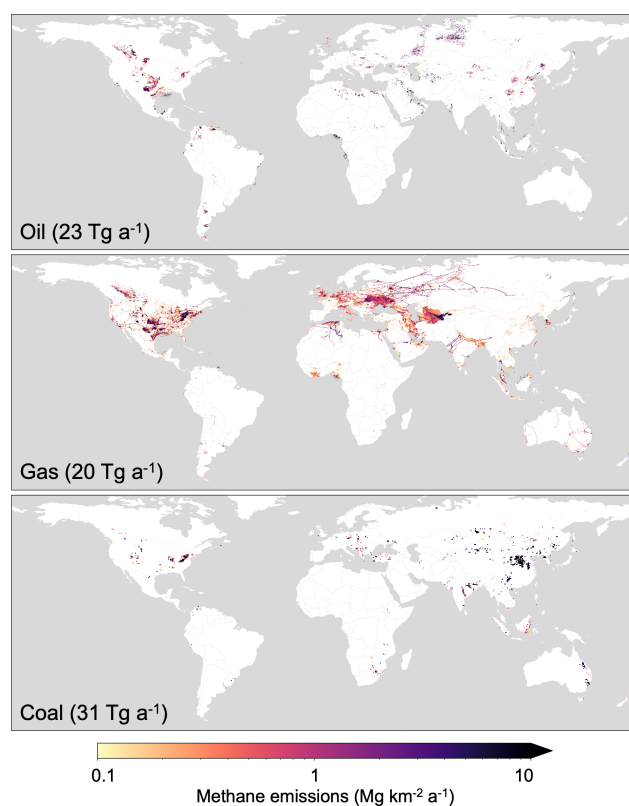 Oil (23 Tg a⁻¹)
Gas (20 Tg a⁻¹)
Coal (31 Tg a⁻¹)
0.1 1 10
Methane emissions (Mg km⁻² a⁻¹)